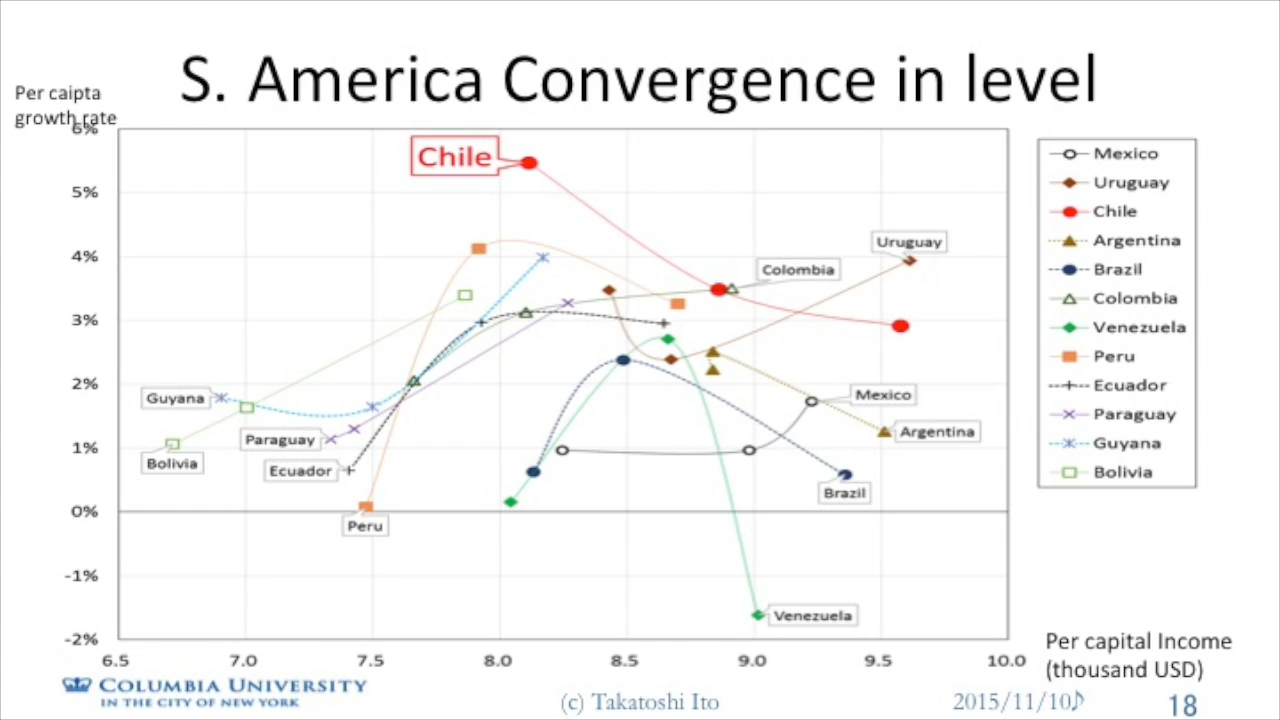 S. America Convergence in level
Per caipta
growth rate
6%
5%
4%
3%
2%
1%
0%
-1%
-2%
6.5 7.0 7.5 8.0 8.5 9.0 9.5 10.0
Chile
Uruguay
Colombia
Guyana
Mexico
Paraguay
Argentina
Bolivia
Ecuador
Brazil
Peru
Venezuela
Mexico
Uruguay
Chile
Argentina
Brazil
Colombia
Venezuela
Peru
Ecuador
Paraguay
Guyana
Bolivia
Per capital Income
(thousand USD)
COLUMBIA UNIVERSITY
IN THE CITY OF NEW YORK
(c) Takatoshi Ito
2015/11/10♪
18